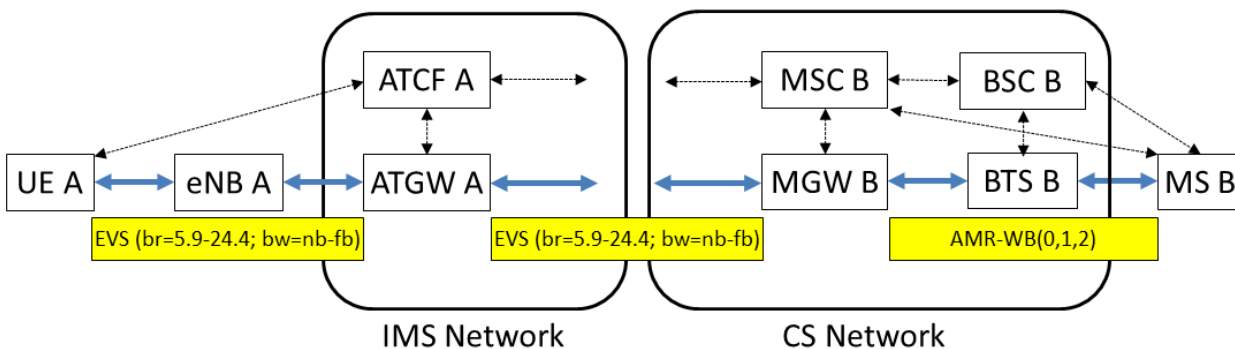 ATCF A
MSC B
BSC B
UE A
eNB A
ATGW A
MGW B
BTS B
MS B
EVS (br=5.9-24.4; bw=nb-fb)
EVS (br=5.9-24.4; bw=nb-fb)
AMR-WB(0,1,2)
IMS Network
CS Network